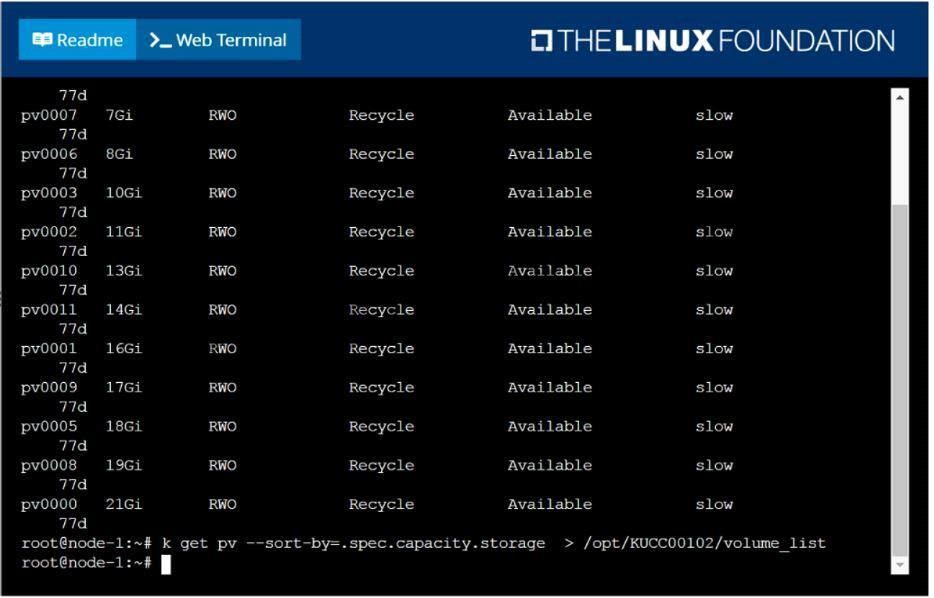 Readme
Web Terminal
THE LINUX FOUNDATION
77d
pv0007 7Gi RWO Recycle Available slow
77d
pv0006 8Gi RWO Recycle Available slow
77d
pv0003 10Gi RWO Recycle Available slow
77d
pv0002 11Gi RWO Recycle Available slow
77d
pv0010 13Gi RWO Recycle Available slow
77d
pv0011 14Gi RWO Recycle Available slow
77d
pv0001 16Gi RWO Recycle Available slow
77d
pv0009 17Gi RWO Recycle Available slow
77d
pv0005 18Gi RWO Recycle Available slow
77d
pv0008 19Gi RWO Recycle Available slow
77d
pv0000 21Gi RWO Recycle Available slow
77d
root@node-1:~# k get pv --sort-by=.spec.capacity.storage > /opt/KUCC00102/volume_list
root@node-1:~#